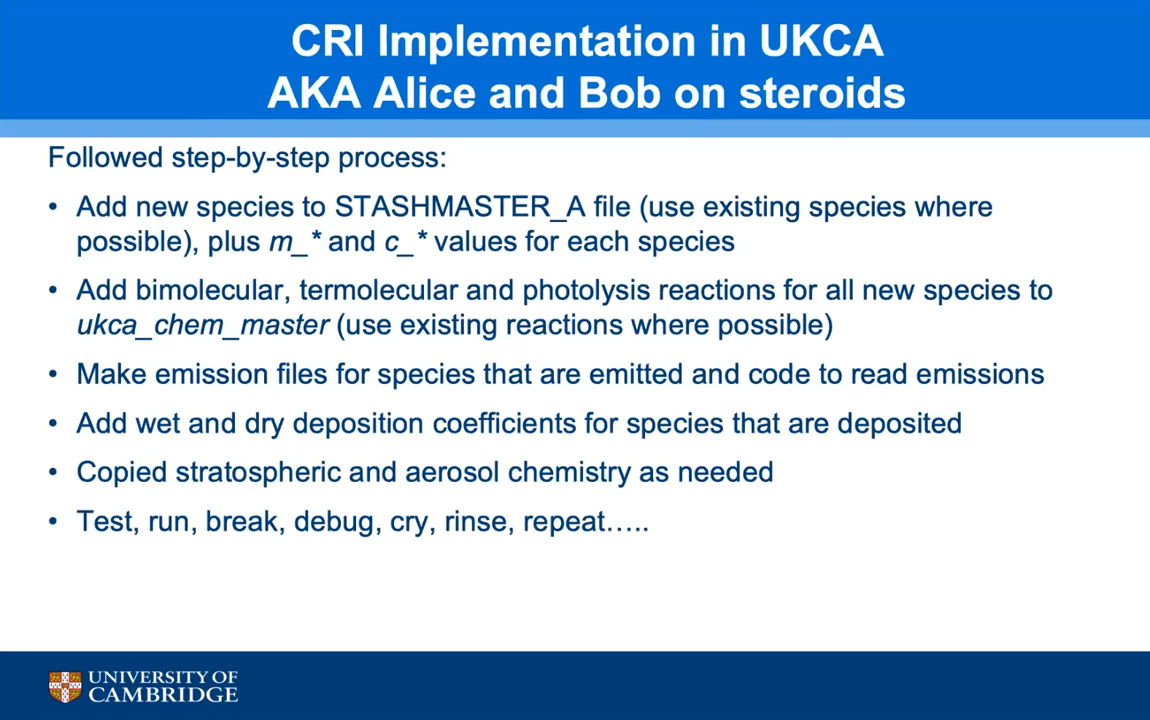 CRI Implementation in UKCA
AKA Alice and Bob on steroids
Followed step-by-step process:
• Add new species to STASHMASTER_A file (use existing species where
possible), plus m_* and c_* values for each species
• Add bimolecular, termolecular and photolysis reactions for all new species to
ukca_chem_master (use existing reactions where possible)
• Make emission files for species that are emitted and code to read emissions
• Add wet and dry deposition coefficients for species that are deposited
• Copied stratospheric and aerosol chemistry as needed
• Test, run, break, debug, cry, rinse, repeat.....
UNIVERSITY OF
CAMBRIDGE